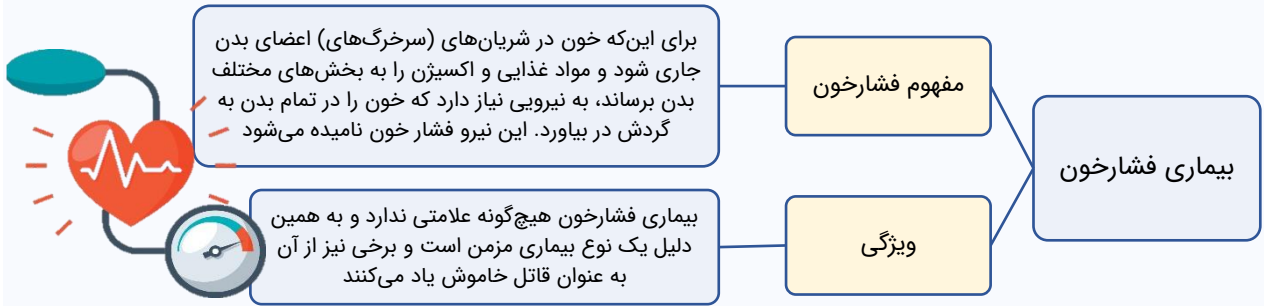 بیماری فشارخون
مفهوم فشارخون
برای این‌که خون در شریان‌های (سرخرگ‌های) اعضای بدن
جاری شود و مواد غذایی و اکسیژن را به بخش‌های مختلف
بدن برساند، به نیرویی نیاز دارد که خون را در تمام بدن به
گردش در بیاورد. این نیرو فشار خون نامیده می‌شود
ویژگی
بیماری فشارخون هیچ‌گونه علامتی ندارد و به همین
دلیل یک نوع بیماری مزمن است و برخی نیز از آن
به عنوان قاتل خاموش یاد می‌کنند